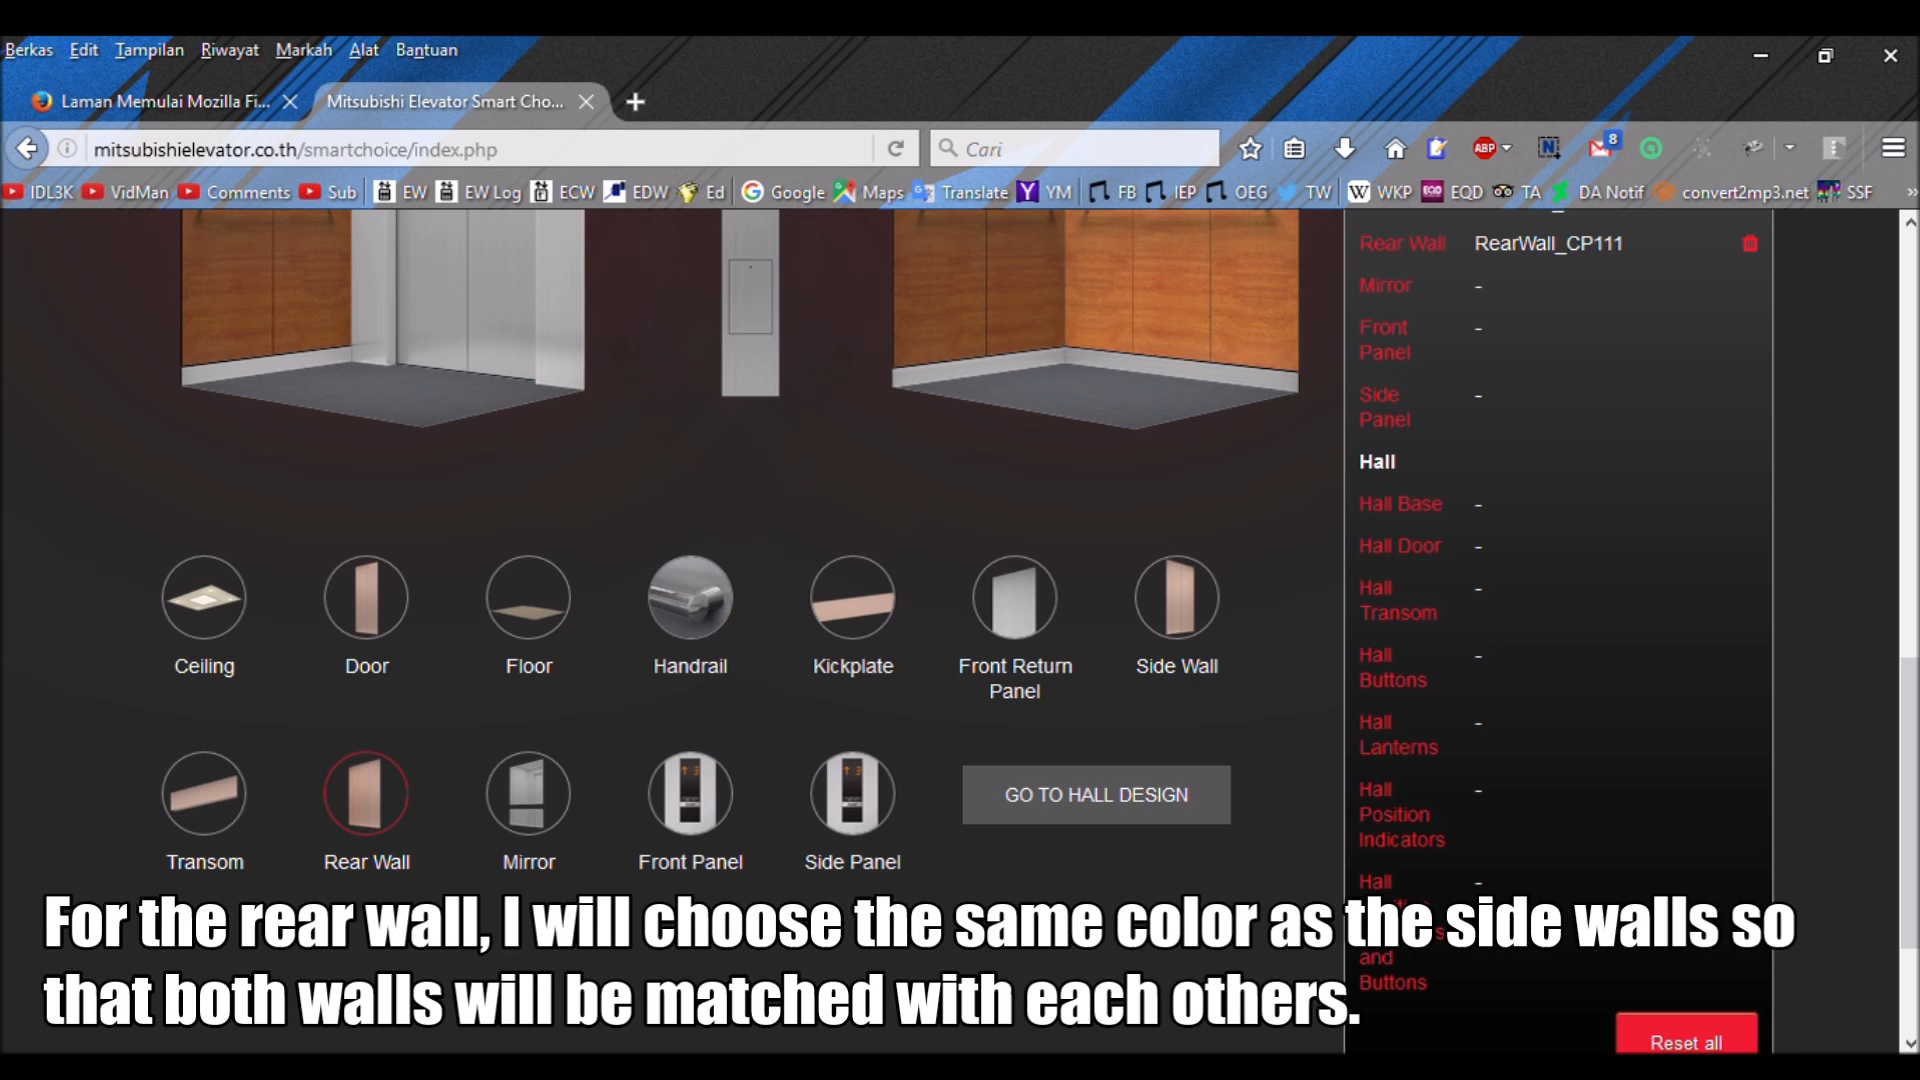 Berkas Edit Tampilan Riwayat Markah Alat Bantuan
Laman Memulai Mozilla Fi... Mitsubishi Elevator Smart Cho...
mitsubishielevator.co.th/smartchoice/index.php Cari ABP N 8
IDL3K VidMan Comments Sub EW EW Log ECW EDW Ed Google Maps Translate YM FB IEP OEG TW WKP EQD TA DA Notif convert2mp3.net SSF
Rear Wall RearWall_CP111
Mirror -
Front Panel -
Side Panel -
Hall
Hall Base -
Hall Door -
Hall Transom -
Hall Buttons -
Hall Lanterns -
Hall Position Indicators -
Hall -
and Buttons
Reset all
Ceiling Door Floor Handrail Kickplate Front Return Panel Side Wall
Transom Rear Wall Mirror Front Panel Side Panel GO TO HALL DESIGN
For the rear wall, I will choose the same color as the side walls so
that both walls will be matched with each others.